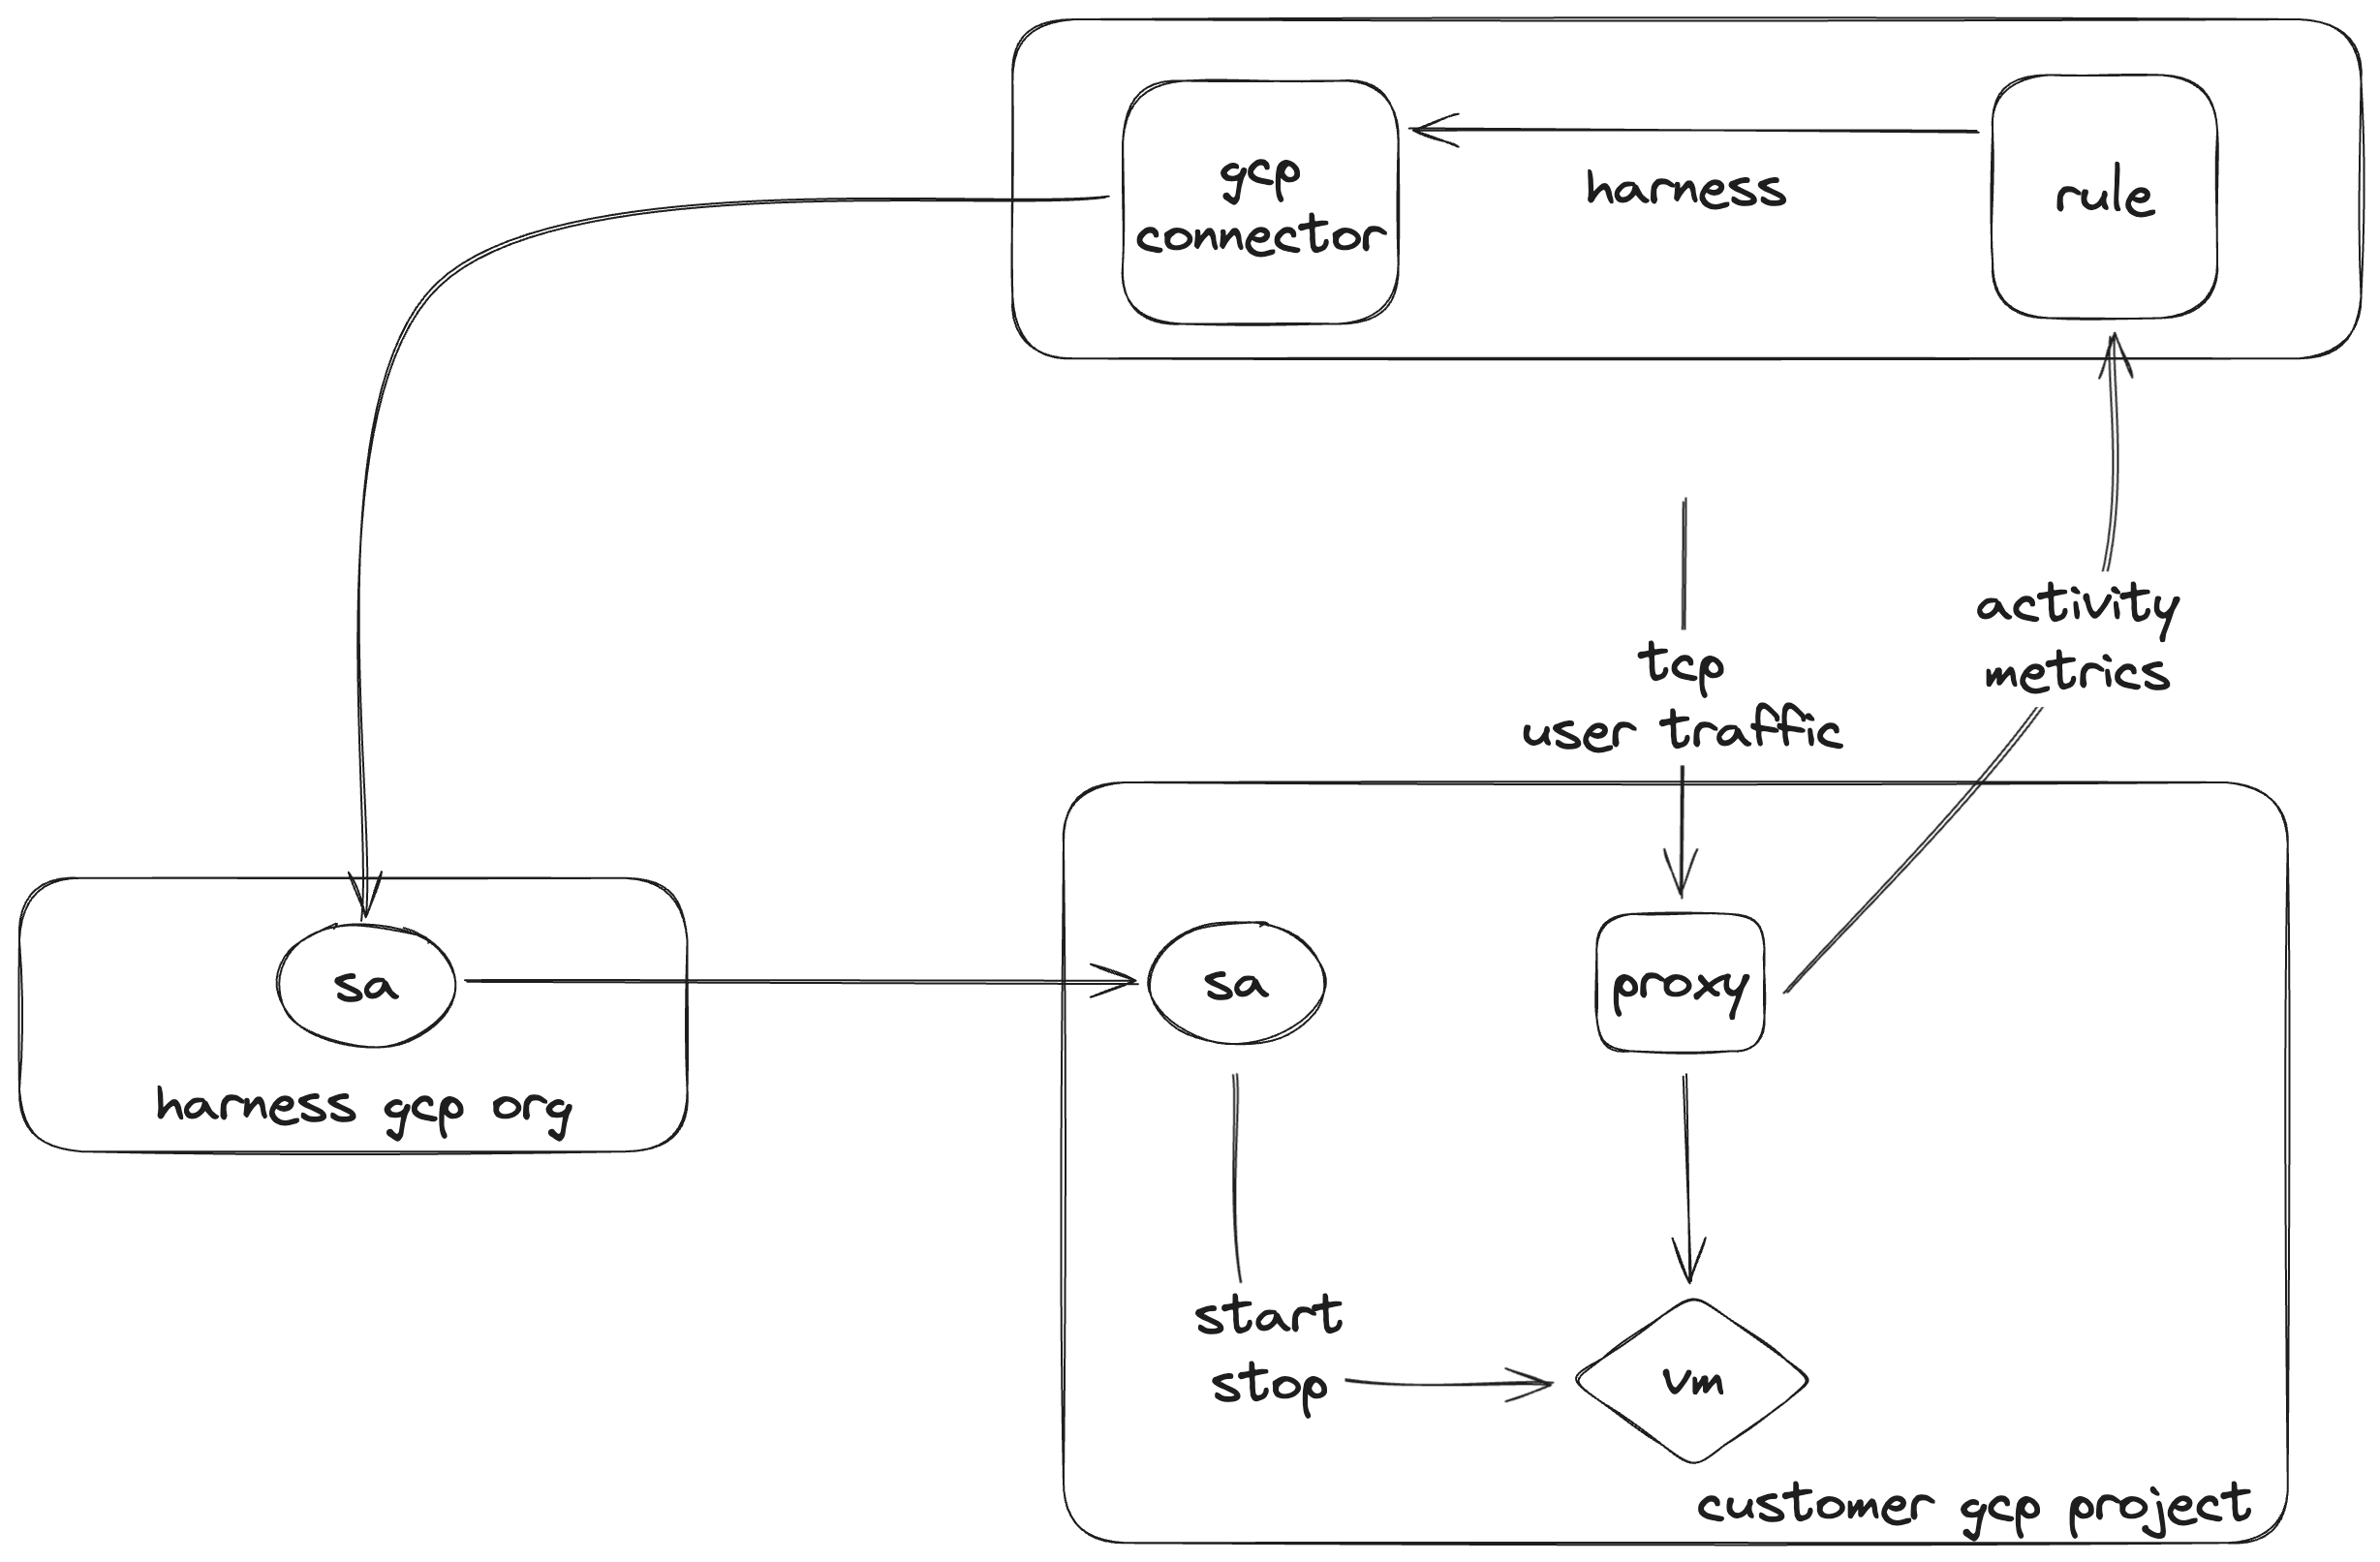 gcp
connector
harness
rule
activity
metrics
tcp
user traffic
sa
harness gcp org
sa
proxy
start
stop
vm
customer gcp project